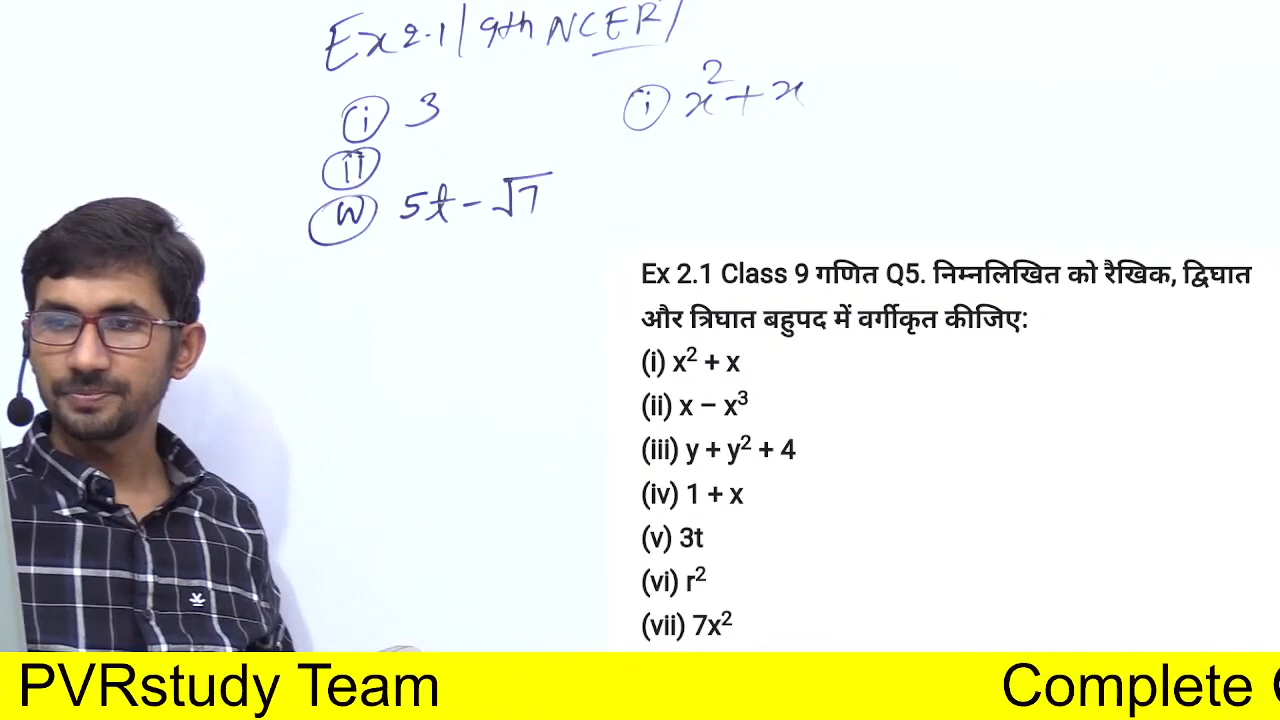 Ex 2.1 | 9th NCER/
(i) 3
(ii)
(iv) 5t - √7
(i) x² + x
Ex 2.1 Class 9 गणित Q5. निम्नलिखित को रैखिक, द्विघात
और त्रिघात बहुपद में वर्गीकृत कीजिए:
(i) x² + x
(ii) x – x³
(iii) y + y² + 4
(iv) 1 + x
(v) 3t
(vi) r²
(vii) 7x²
PVRstudy Team
Complete